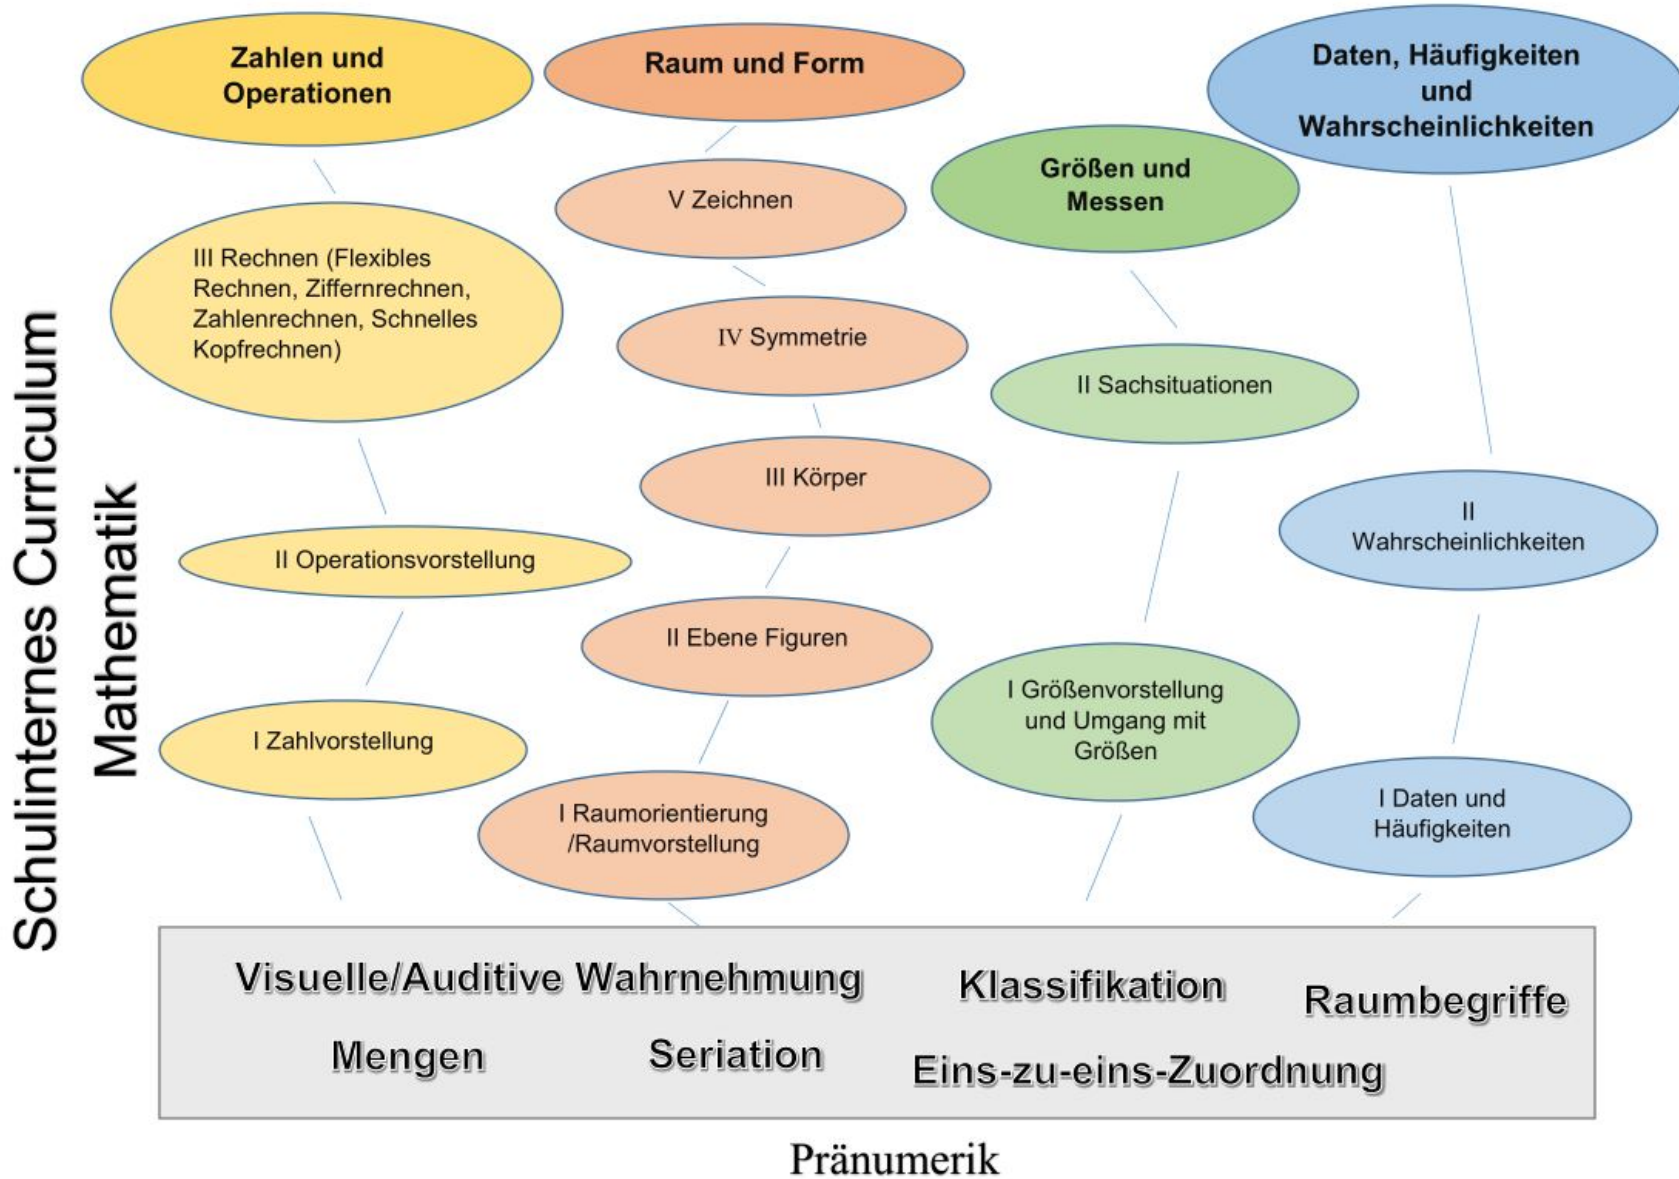 Schulinternes Curriculum
Mathematik
Zahlen und
Operationen
III Rechnen (Flexibles
Rechnen, Ziffernrechnen,
Zahlenrechnen, Schnelles
Kopfrechnen)
II Operationsvorstellung
I Zahlvorstellung
Raum und Form
V Zeichnen
IV Symmetrie
III Körper
II Ebene Figuren
I Raumorientierung
/Raumvorstellung
Größen und
Messen
II Sachsituationen
I Größenvorstellung
und Umgang mit
Größen
Daten, Häufigkeiten
und
Wahrscheinlichkeiten
II
Wahrscheinlichkeiten
I Daten und
Häufigkeiten
Visuelle/Auditive Wahrnehmung
Klassifikation
Raumbegriffe
Mengen
Seriation
Eins-zu-eins-Zuordnung
Pränumerik